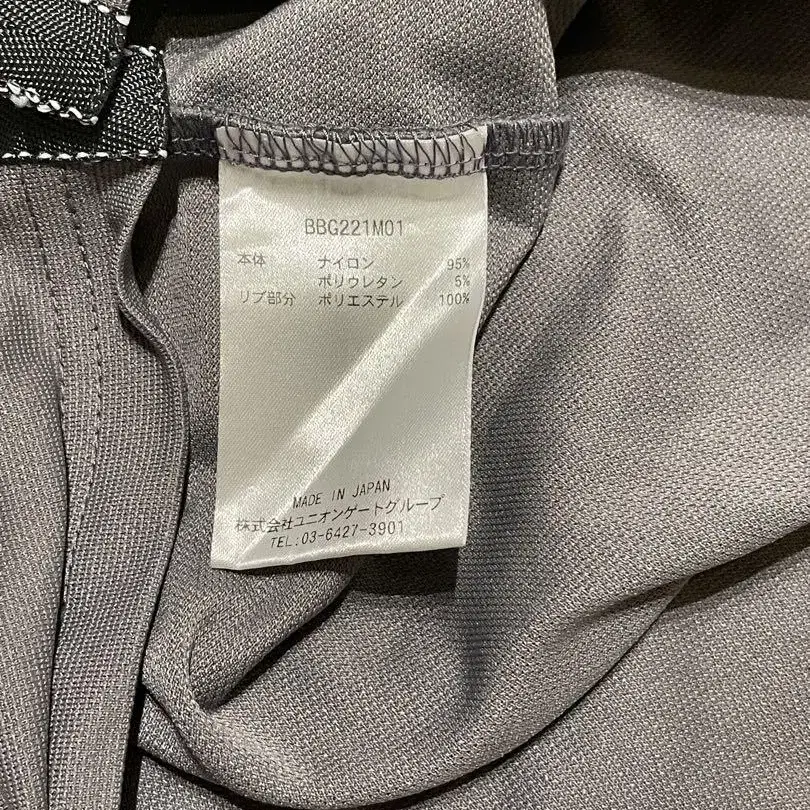 BBG221M01
本体 ナイロン 95%
ポリウレタン 5%
リブ部分 ポリエステル 100%
MADE IN JAPAN
株式会社ユニオンゲートグループ
TEL:03-6427-3901